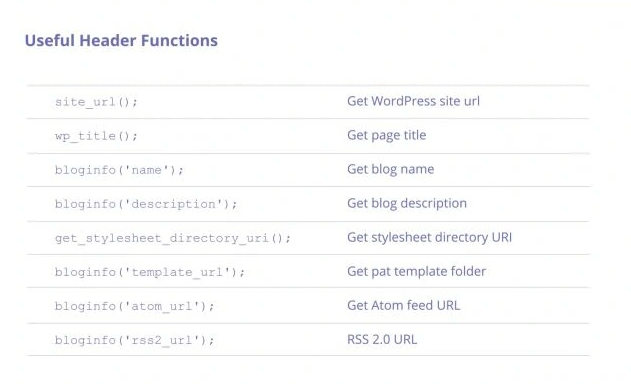 Useful Header Functions
site_url(); Get WordPress site url
wp_title(); Get page title
bloginfo('name'); Get blog name
bloginfo('description'); Get blog description
get_stylesheet_directory_uri(); Get stylesheet directory URI
bloginfo('template_url'); Get pat template folder
bloginfo('atom_url'); Get Atom feed URL
bloginfo('rss2_url'); RSS 2.0 URL